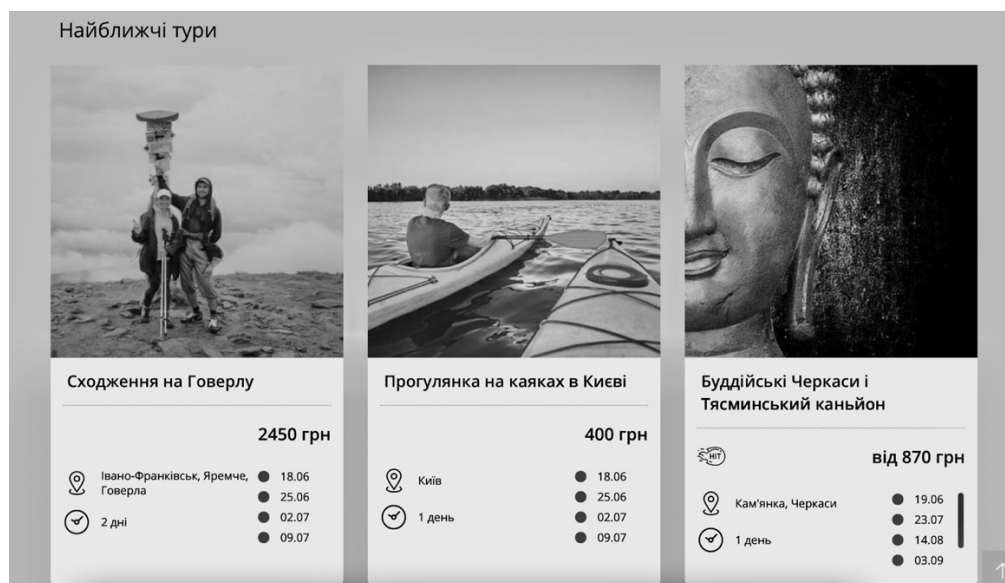 Найближчі тури
Сходження на Говерлу
2450 грн
Івано-Франківськ, Яремче,
Говерла
2 дні
18.06
25.06
02.07
09.07
Прогулянка на каяках в Києві
400 грн
Київ
1 день
18.06
25.06
02.07
09.07
Буддійські Черкаси і
Тясминський каньйон
HIT
від 870 грн
Кам'янка, Черкаси
1 день
19.06
23.07
14.08
03.09